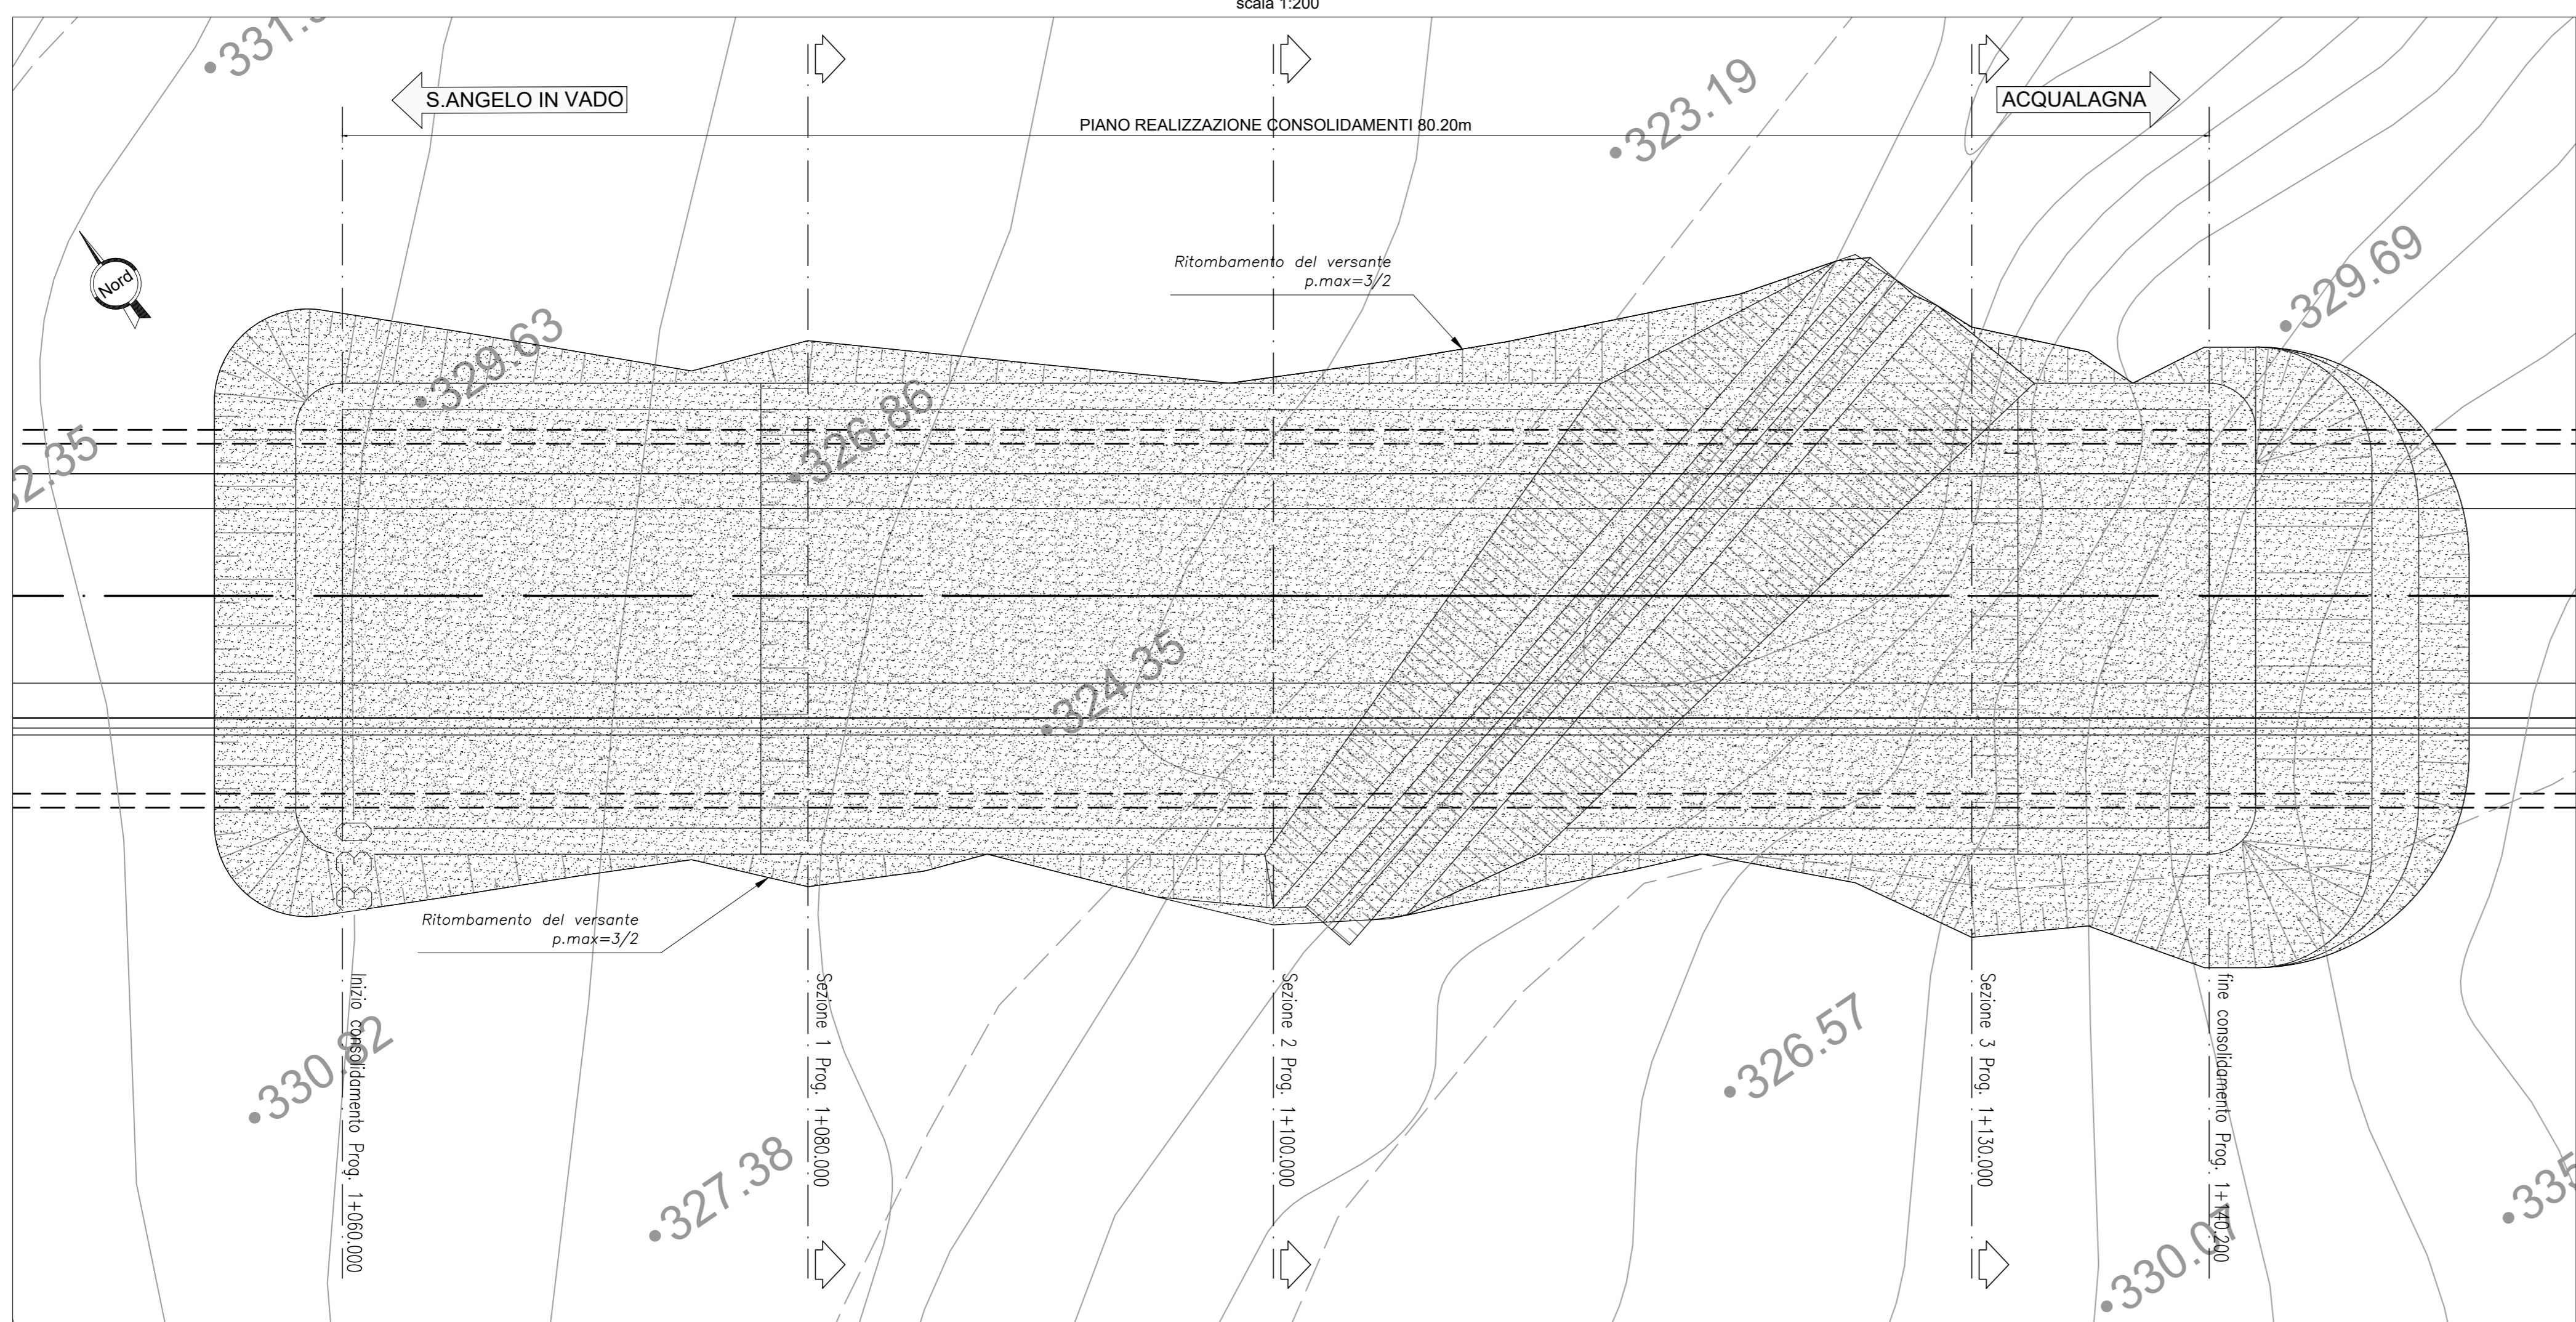 scala 1:200
331.
S.ANGELO IN VADO
ACQUALAGNA
PIANO REALIZZAZIONE CONSOLIDAMENTI 80.20m
323.19
Nord
Ritombamento del versante
p.max=3/2
329.69
329.63
326.86
2.35
324.35
Ritombamento del versante
p.max=3/2
Inizio consolidamento Prog. 1+060.000
Sezione 1 Prog. 1+080.000
Sezione 2 Prog. 1+100.000
Sezione 3 Prog. 1+130.000
fine consolidamento Prog. 1+140.200
330.82
326.57
327.38
335
330.07